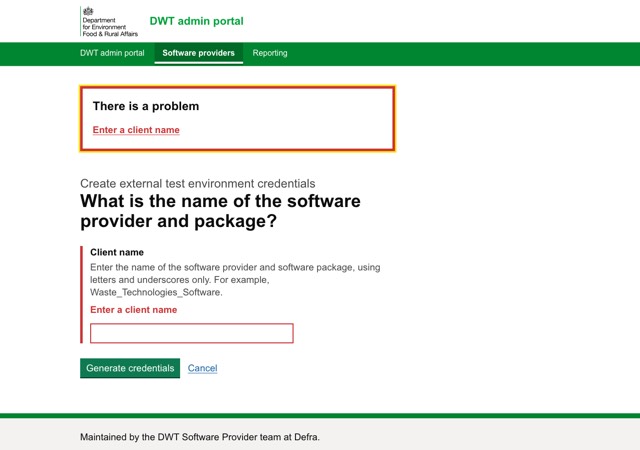 Department
for Environment
Food & Rural Affairs
DWT admin portal
DWT admin portal
Software providers
Reporting
There is a problem
Enter a client name
Create external test environment credentials
What is the name of the software
provider and package?
Client name
Enter the name of the software provider and software package, using
letters and underscores only. For example,
Waste_Technologies_Software.
Enter a client name
Generate credentials
Cancel
Maintained by the DWT Software Provider team at Defra.